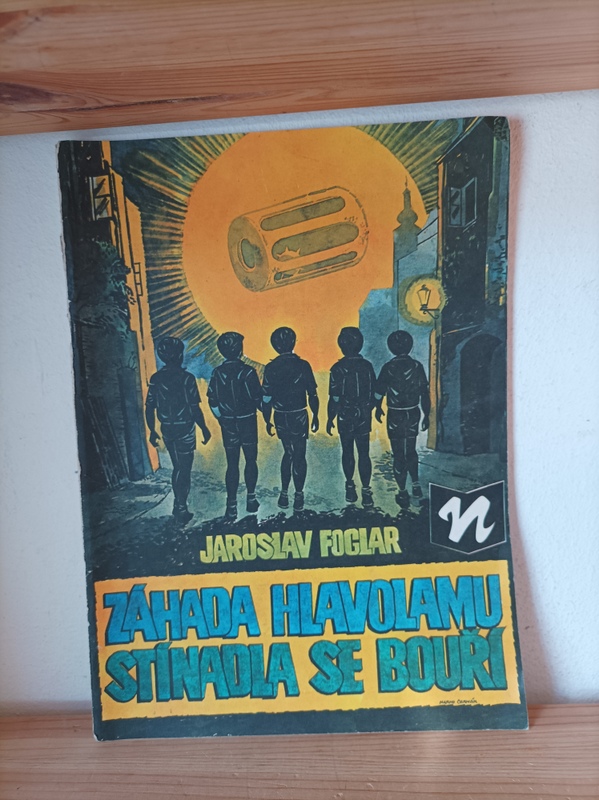 JAROSLAV FOGLAR
n
ZÁHADA HLAVOLAMU
STÍNADLA SE BOUŘÍ